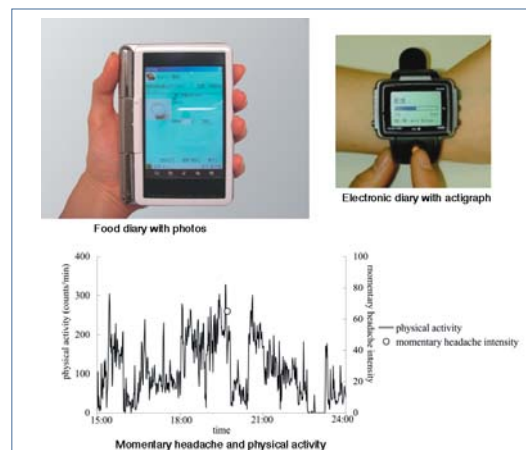 Food diary with photos
Electronic diary with actigraph
400
300
200
100
0
physical activity (counts/min)
100
80
60
40
20
0
momentary headache
intensity
physical activity
momentary headache intensity
15:00
18:00
21:00
24:00
time
Momentary headache and physical activity